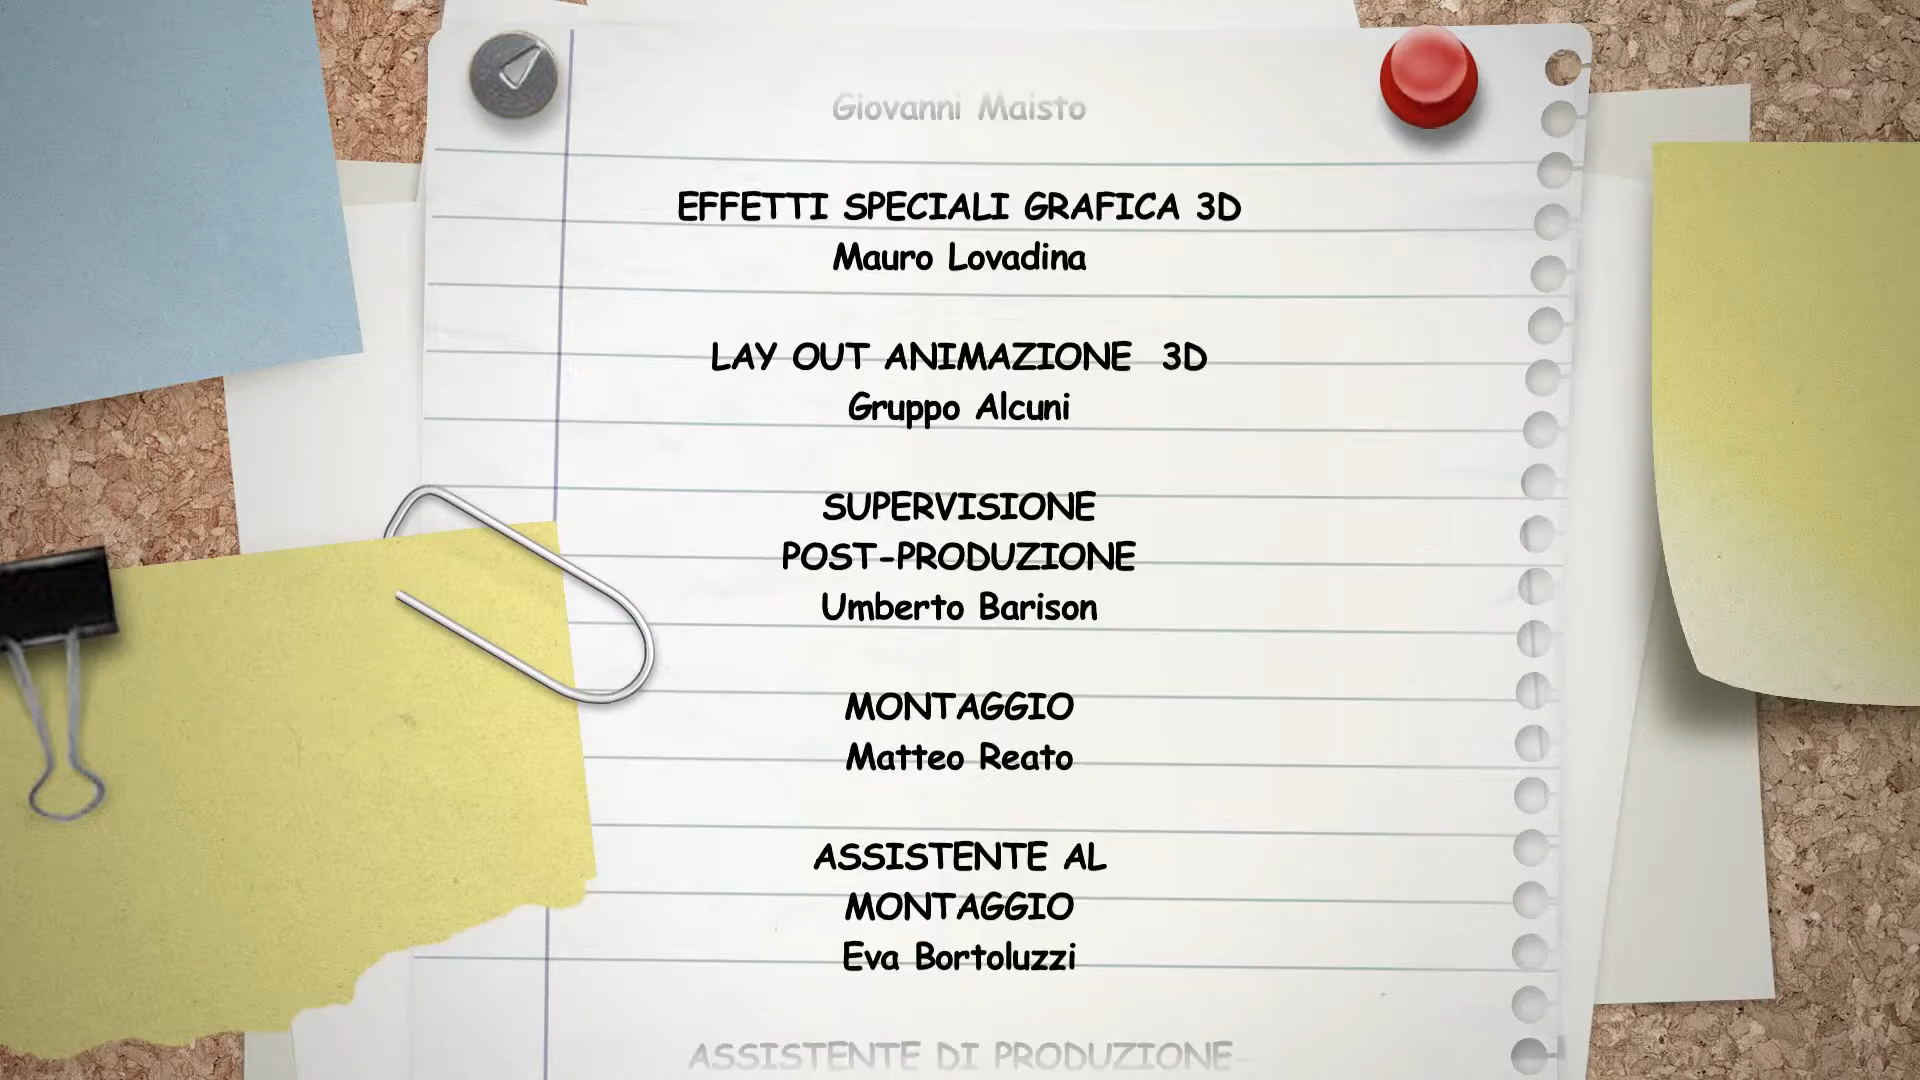 Giovanni Maisto
EFFETTI SPECIALI GRAFICA 3D
Mauro Lovadina
LAY OUT ANIMAZIONE 3D
Gruppo Alcuni
SUPERVISIONE
POST-PRODUZIONE
Umberto Barison
MONTAGGIO
Matteo Reato
ASSISTENTE AL
MONTAGGIO
Eva Bortoluzzi
ASSISTENTE DI PRODUZIONE-